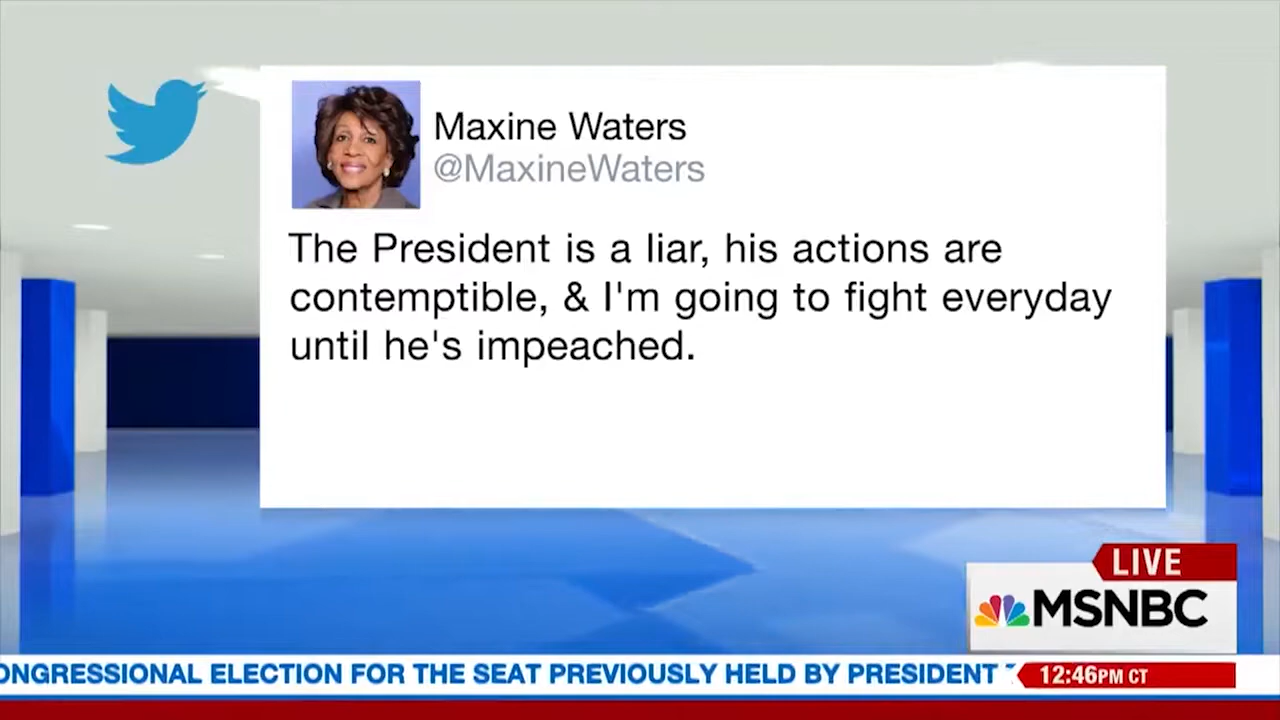 Maxine Waters
@MaxineWaters
The President is a liar, his actions are
contemptible, & I'm going to fight everyday
until he's impeached.
LIVE
MSNBC
ONGRESSIONAL ELECTION FOR THE SEAT PREVIOUSLY HELD BY PRESIDENT
12:46PM CT